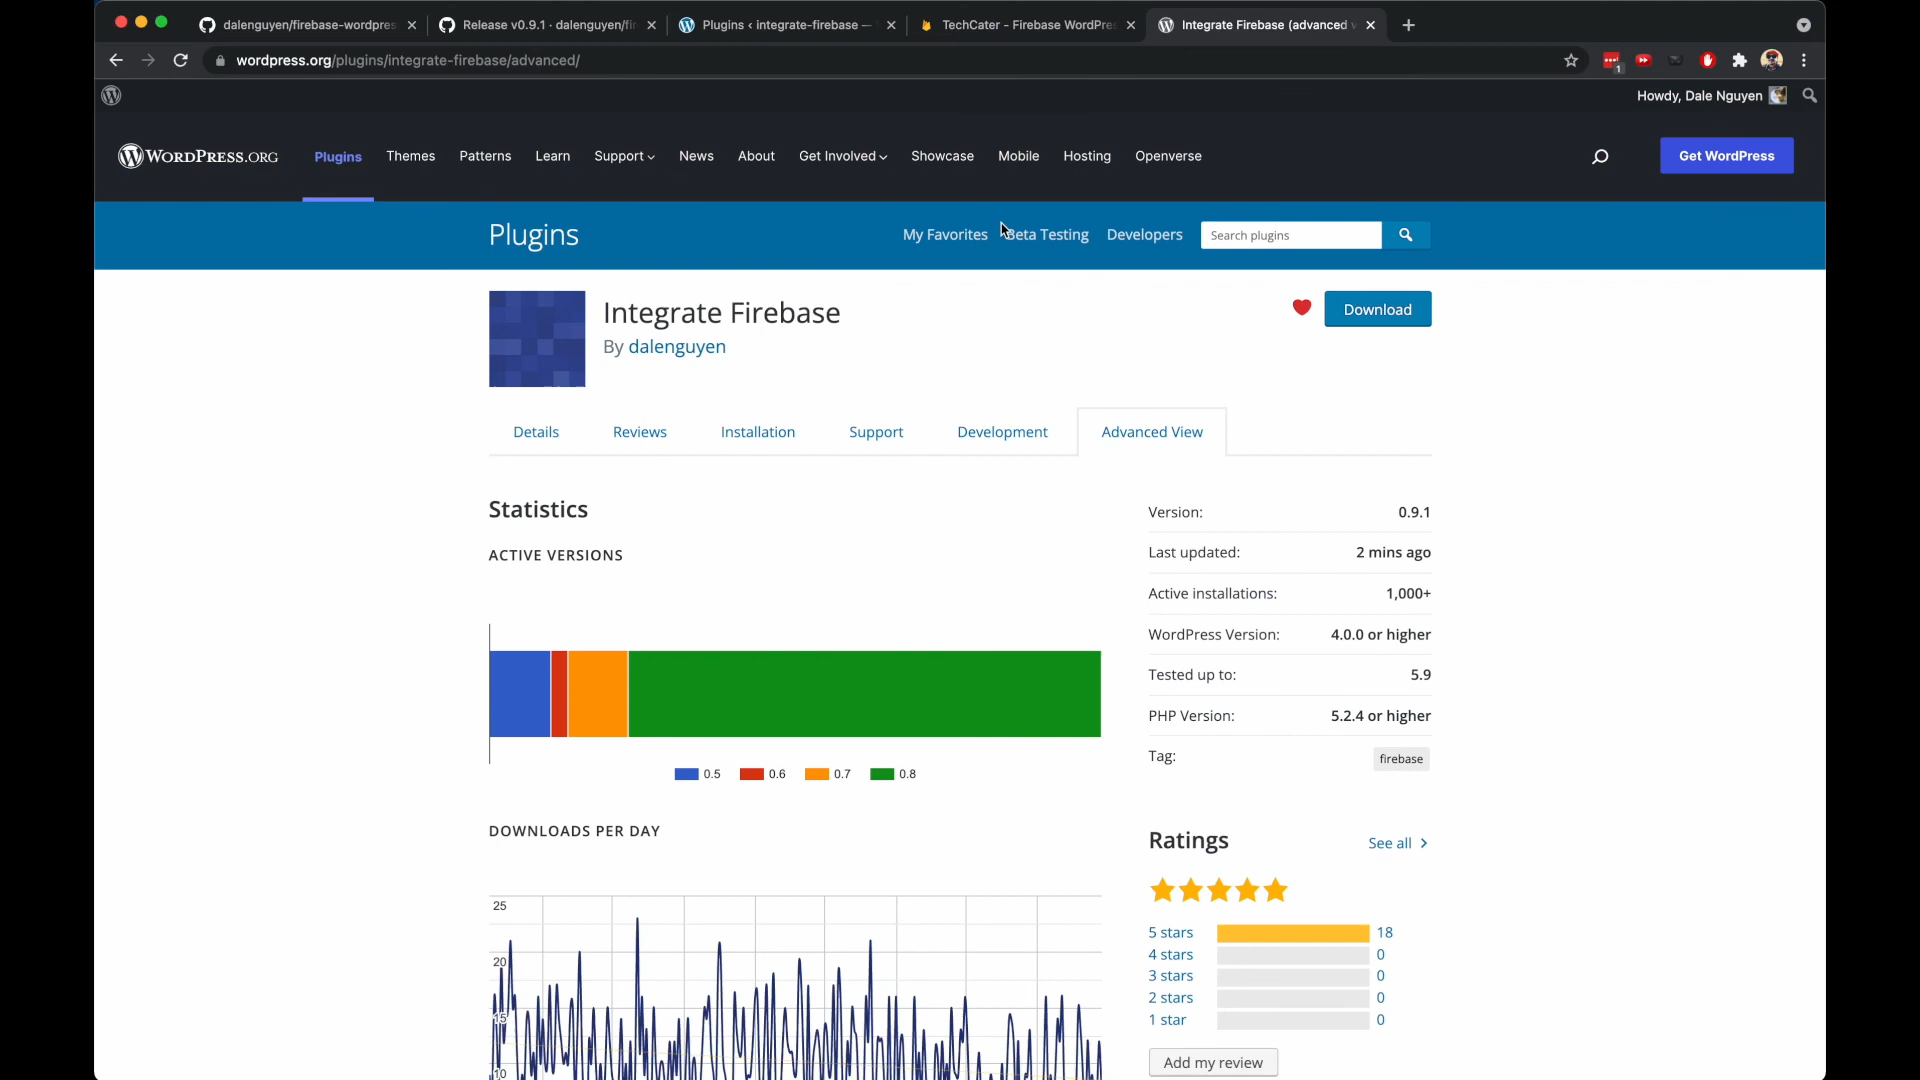 dalenguyen/firebase-wordpres
Release v0.9.1 · dalenguyen/fir
Plugins ‹ integrate-firebase —
TechCater - Firebase WordPres
Integrate Firebase (advanced v
wordpress.org/plugins/integrate-firebase/advanced/
1
Howdy, Dale Nguyen
WORDPRESS.ORG Plugins Themes Patterns Learn Support News About Get Involved Showcase Mobile Hosting Openverse Get WordPress
Plugins My Favorites Beta Testing Developers Search plugins
Integrate Firebase
Download
By dalenguyen
Details Reviews Installation Support Development Advanced View
Statistics
ACTIVE VERSIONS
0.5 0.6 0.7 0.8
DOWNLOADS PER DAY
25
20
15
10
Version: 0.9.1
Last updated: 2 mins ago
Active installations: 1,000+
WordPress Version: 4.0.0 or higher
Tested up to: 5.9
PHP Version: 5.2.4 or higher
Tag: firebase
Ratings See all
5 stars 18
4 stars 0
3 stars 0
2 stars 0
1 star 0
Add my review